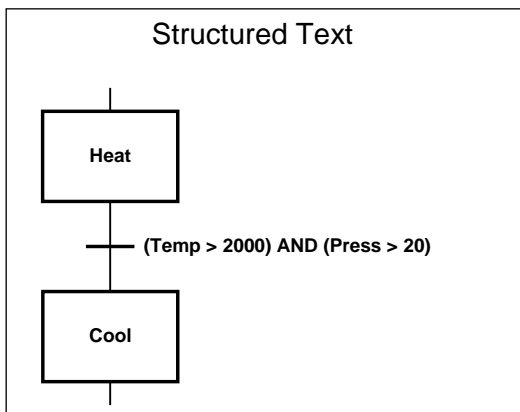 Structured Text
Heat
(Temp > 2000) AND (Press > 20)
Cool